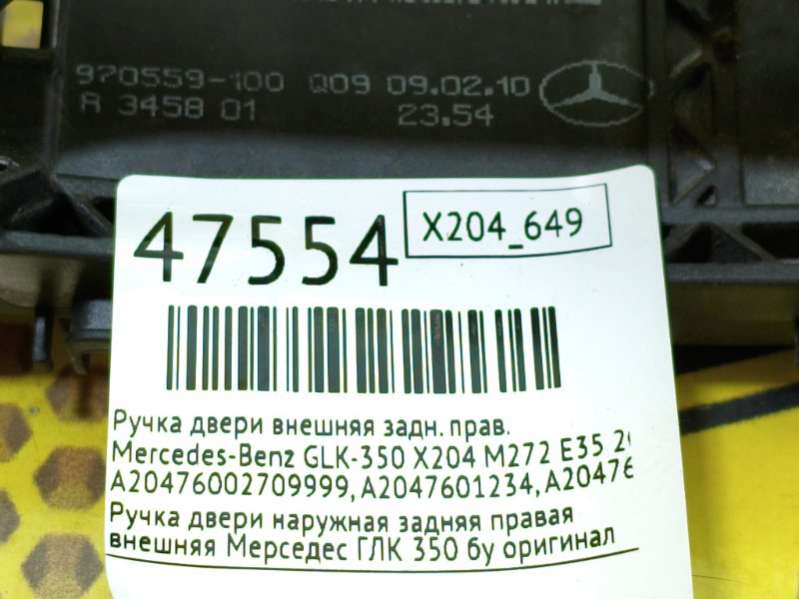 970559-100 Q09 09.02.10
A 3458 01 23.54
47554
X204_649
Ручка двери внешняя задн. прав.
Mercedes-Benz GLK-350 X204 M272 E35
A20476002709999, A2047601234, A20476
Ручка двери наружная задняя правая
внешняя Мерседес ГЛК 350 бу оригинал